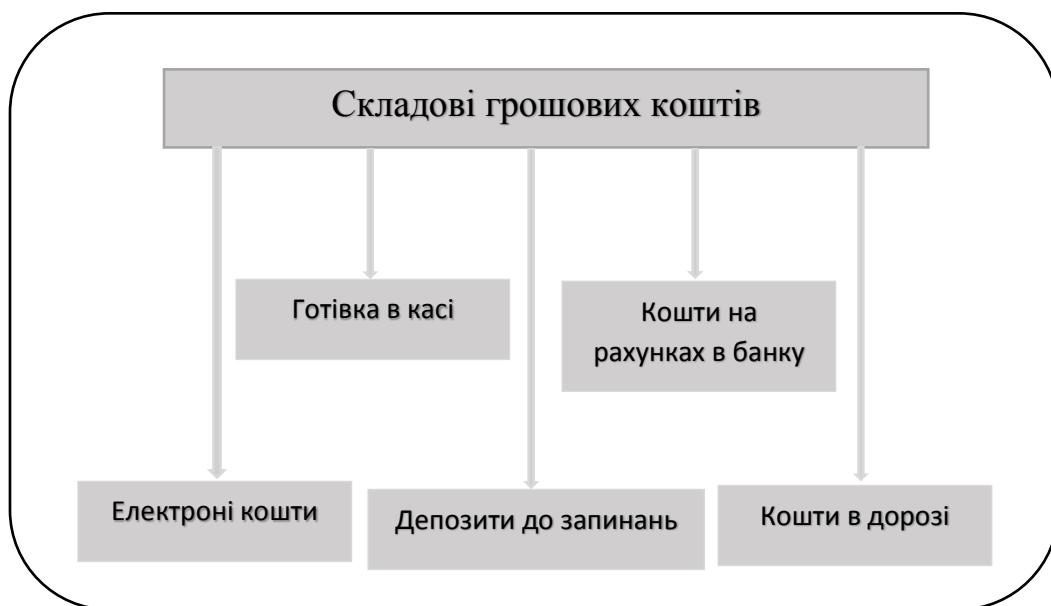 Складові грошових коштів
Готівка в касі
Кошти на
рахунках в банку
Електроні кошти
Депозити до запинань
Кошти в дорозі